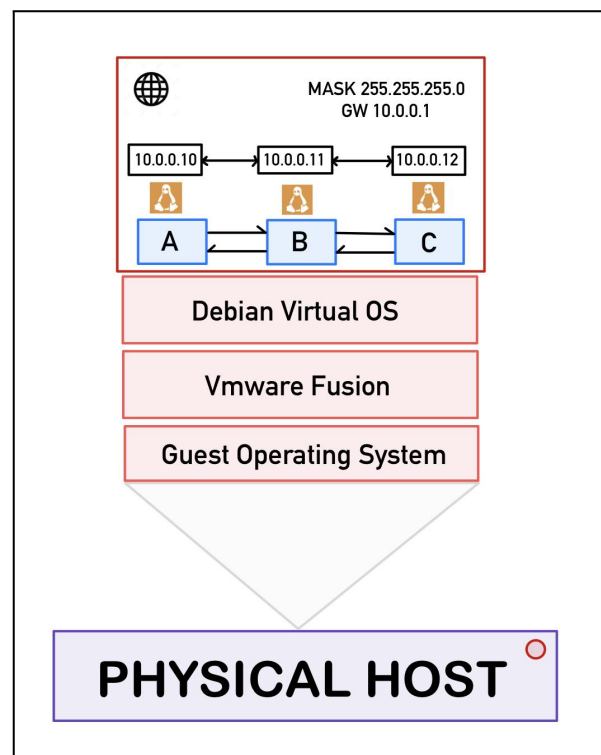 MASK 255.255.255.0
GW 10.0.0.1
10.0.0.10 10.0.0.11 10.0.0.12
A B C
Debian Virtual OS
Vmware Fusion
Guest Operating System
PHYSICAL HOST